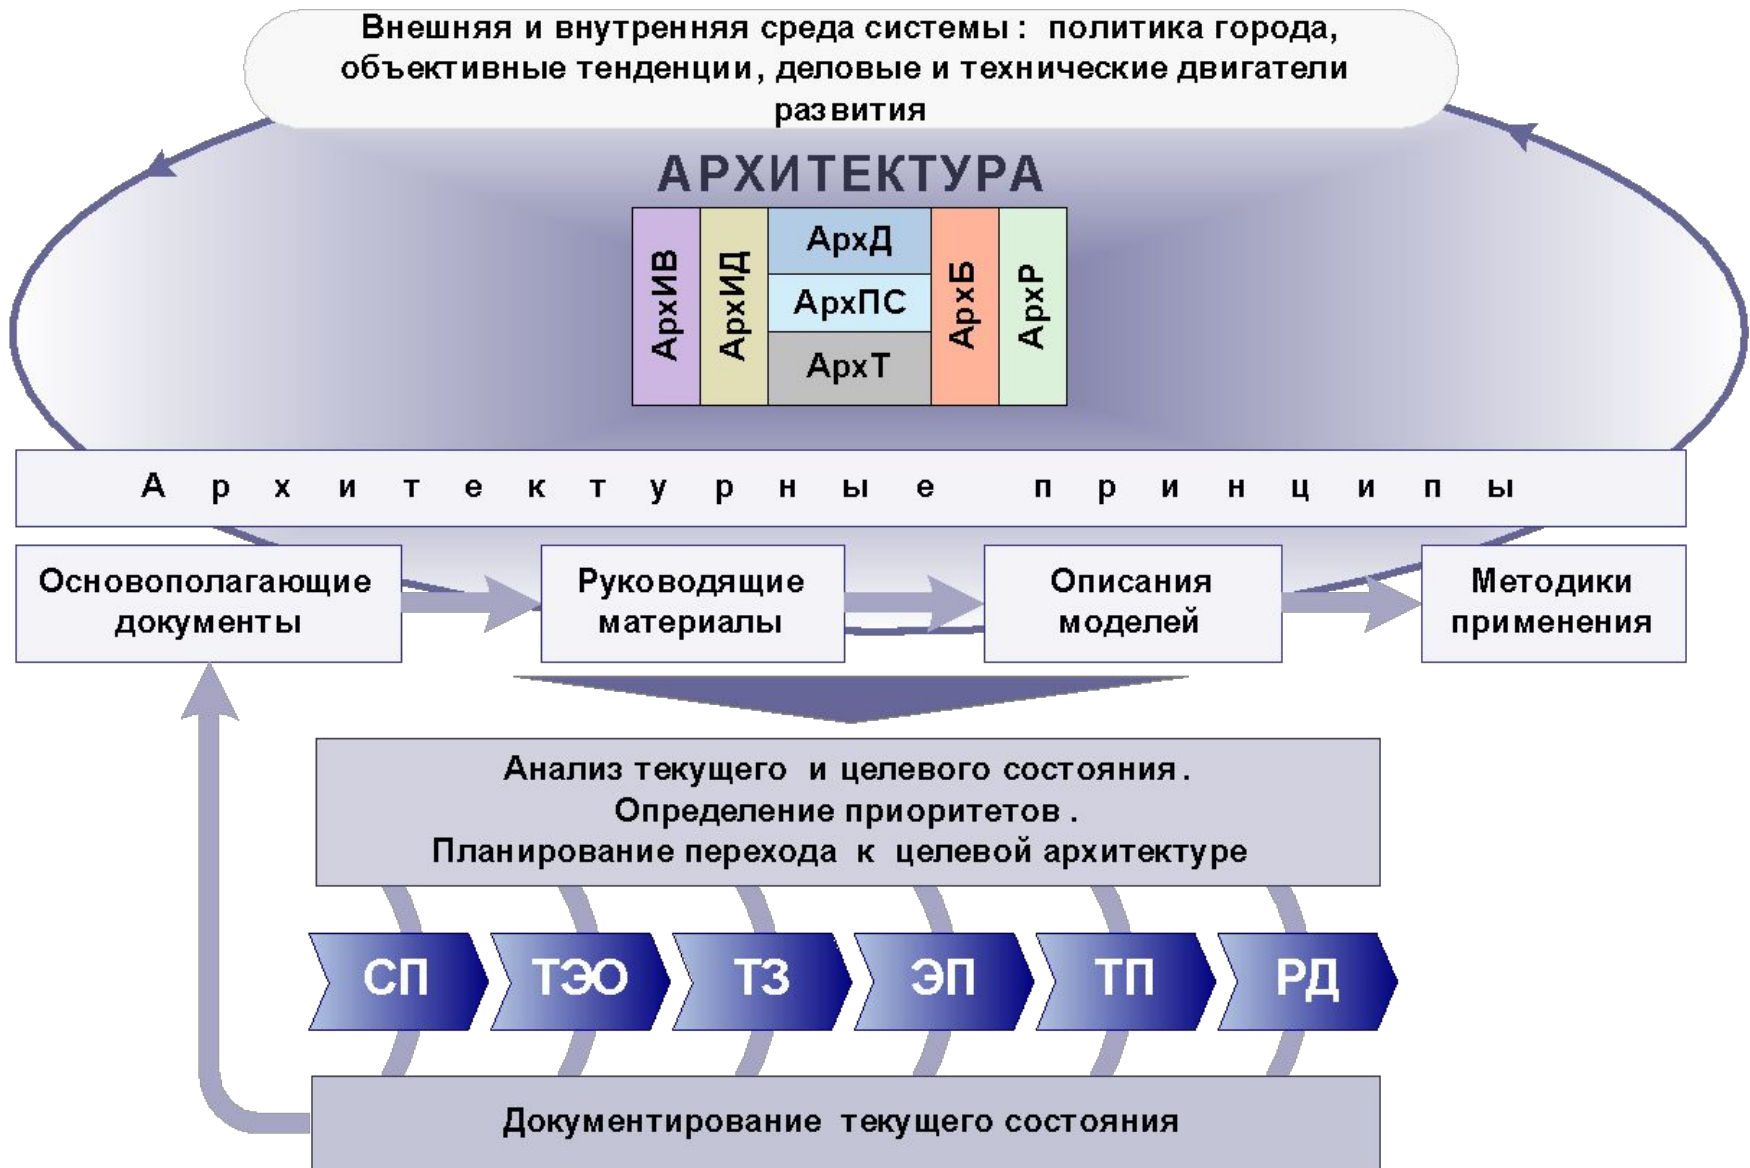 Внешняя и внутренняя среда системы : политика города,
объективные тенденции, деловые и технические двигатели
развития
АРХИТЕКТУРА
АрхИВ
АрхИД
АрхД
АрхПС
АрхТ
АрхБ
АрхР
Архитектурные принципы
Основополагающие
документы
Руководящие
материалы
Описания
моделей
Методики
применения
Анализ текущего и целевого состояния .
Определение приоритетов .
Планирование перехода к целевой архитектуре
СП
ТЭО
ТЗ
ЭП
ТП
РД
Документирование текущего состояния